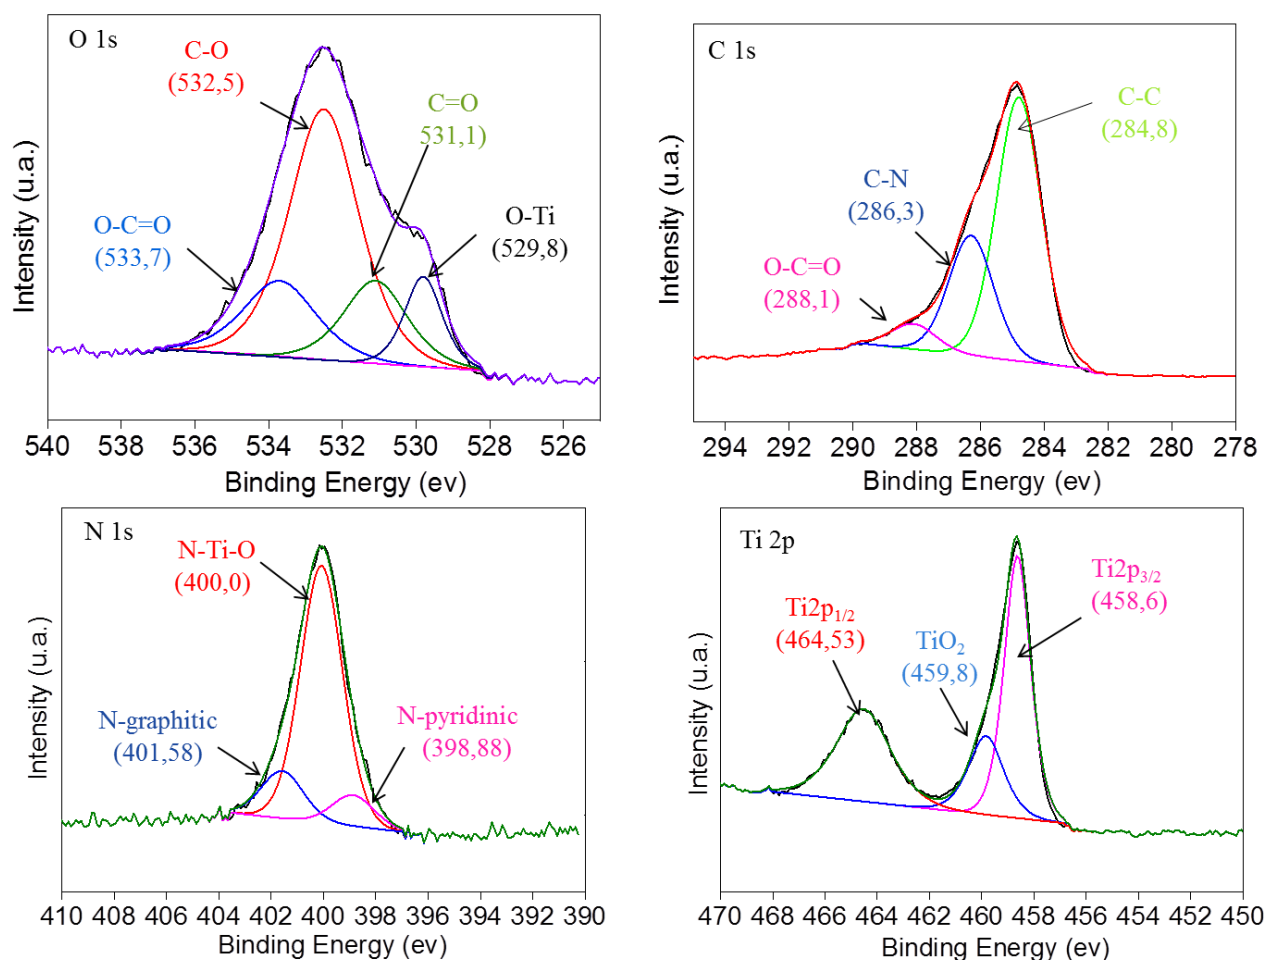 O 1s
C-O
(532,5)
C=O
531,1)
O-C=O
(533,7)
O-Ti
(529,8)
Intensity (u.a.)
540 538 536 534 532 530 528 526
Binding Energy (ev)
C 1s
C-C
(284,8)
C-N
(286,3)
O-C=O
(288,1)
Intensity (u.a.)
294 292 290 288 286 284 282 280 278
Binding Energy (ev)
N 1s
N-Ti-O
(400,0)
N-graphitic
(401,58)
N-pyridinic
(398,88)
Intensity (u.a.)
410 408 406 404 402 400 398 396 394 392 390
Binding Energy (ev)
Ti 2p
Ti2p3/2
(458,6)
Ti2p1/2
(464,53)
TiO2
(459,8)
Intensity (u.a.)
470 468 466 464 462 460 458 456 454 452 450
Binding Energy (ev)